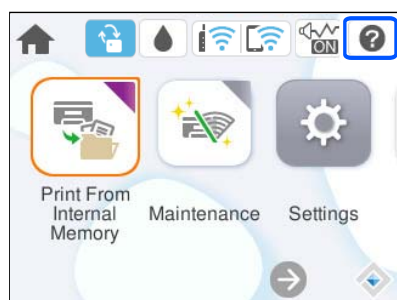 ON
?
Print From
Internal
Memory
Maintenance
Settings